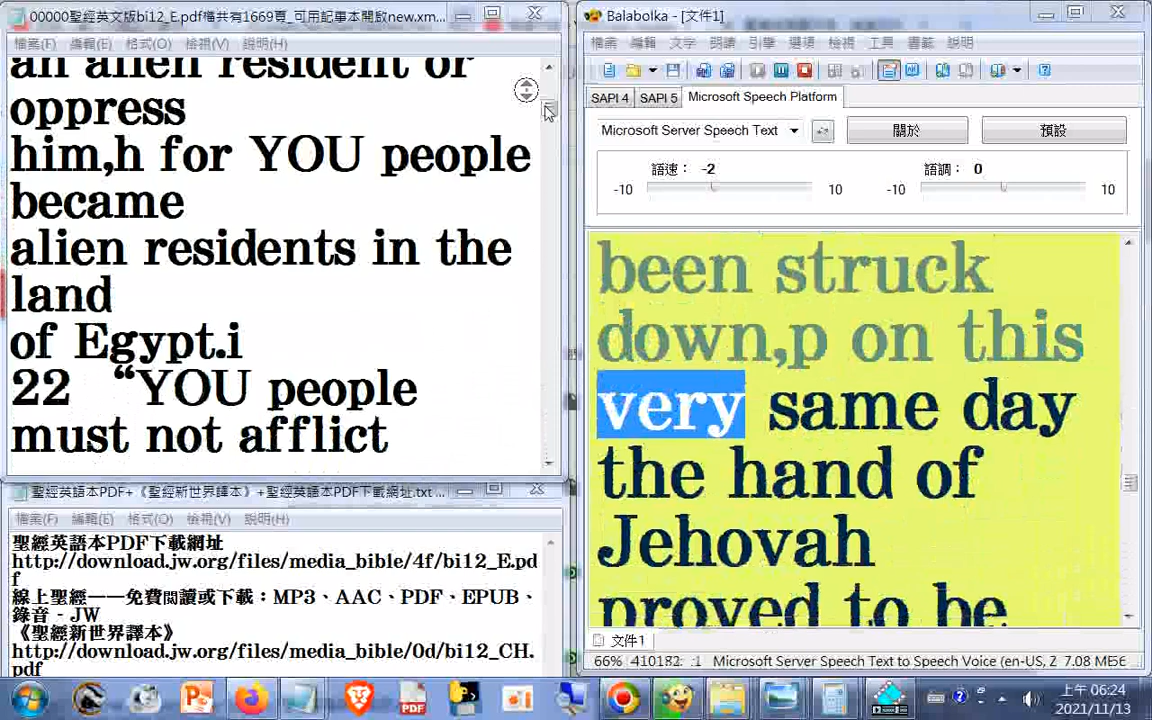 00000聖經英文版bi12_E.pdf檔共有1669頁_可用記事本開啟new.xm...
檔案(F) 編輯(E) 格式(O) 檢視(V) 說明(H)
an alien resident or
oppress
him,h for YOU people
became
alien residents in the
land
of Egypt.i
22 “YOU people
must not afflict
聖經英語本PDF+《聖經新世界譯本》+聖經英語本PDF下載網址.txt ...
檔案(F) 編輯(E) 格式(O) 檢視(V) 說明(H)
聖經英語本PDF下載網址
http://download.jw.org/files/media_bible/4f/bi12_E.pd
f
線上聖經——免費閱讀或下載：MP3、AAC、PDF、EPUB、
錄音 - JW
《聖經新世界譯本》
http://download.jw.org/files/media_bible/0d/bi12_CH.
pdf
Balabolka - [文件1]
檔案 編輯 文字 朗讀 引擎 選項 檢視 工具 書籤 說明
SAPI 4 SAPI 5 Microsoft Speech Platform
Microsoft Server Speech Text 關於 預設
語速： -2 語調： 0
-10 10 -10 10
been struck
down,p on this
very same day
the hand of
Jehovah
proved to be
文件1
66% 410182: :1 Microsoft Server Speech Text to Speech Voice (en-US, 2 7.08 МБ
上午 06:24
2021/11/13